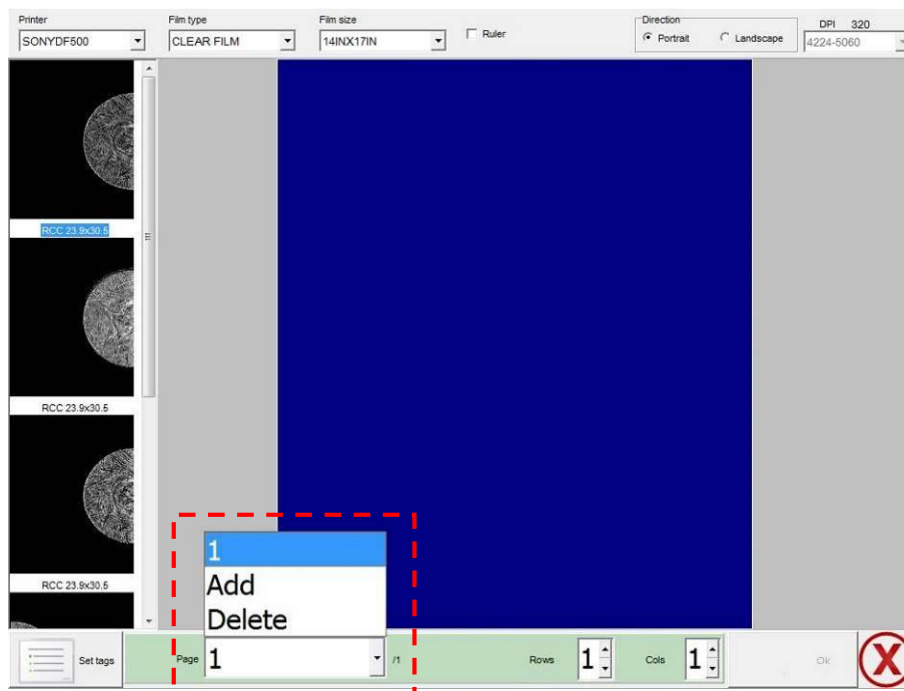 Printer
SONYDF500
Film type
CLEAR FILM
Film size
14INX17IN
Ruler
Direction
Portrait
Landscape
DPI 320
4224-5060
RCC 23.9x30.5
RCC 23.9x30.5
RCC 23.9x30.5
1
Add
Delete
Set tags
Page 1 /1
Rows 1
Cols 1
Ok
X